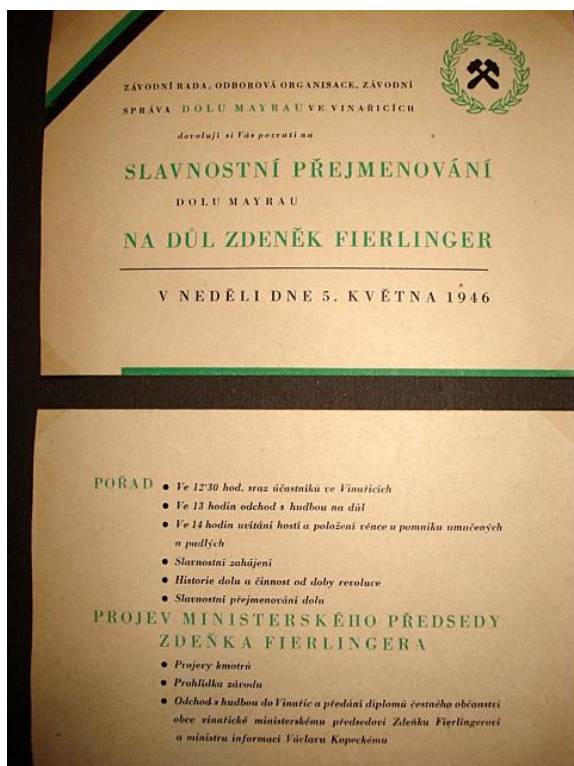 ZÁVODNÍ RADA, ODBOROVÁ ORGANISACE, ZÁVODNÍ
SPRÁVA DOLU MAYRAU VE VINAŘICÍCH
dovolují si Vás pozvati na
SLAVNOSTNÍ PŘEJMENOVÁNÍ
DOLU MAYRAU
NA DŮL ZDENĚK FIERLINGER
V NEDĚLI DNE 5. KVĚTNA 1946
POŘAD • Ve 12'30 hod. sraz účastníků ve Vinařicích
• Ve 13 hodin odchod s hudbou na důl
• Ve 14 hodin uvítání hostí a položení věnce u pomníku umučených
a padlých
• Slavnostní zahájení
• Historie dolu a činnost od doby revoluce
• Slavnostní přejmenování dolu
PROJEV MINISTERSKÉHO PŘEDSEDY
ZDEŇKA FIERLINGERA
• Projevy kmotrů
• Prohlídka závodu
• Odchod s hudbou do Vinařic a předání diplomů čestného občanství
obce vinařické ministerskému předsedovi Zdeňku Fierlingerovi
a ministru informací Václavu Kopeckému